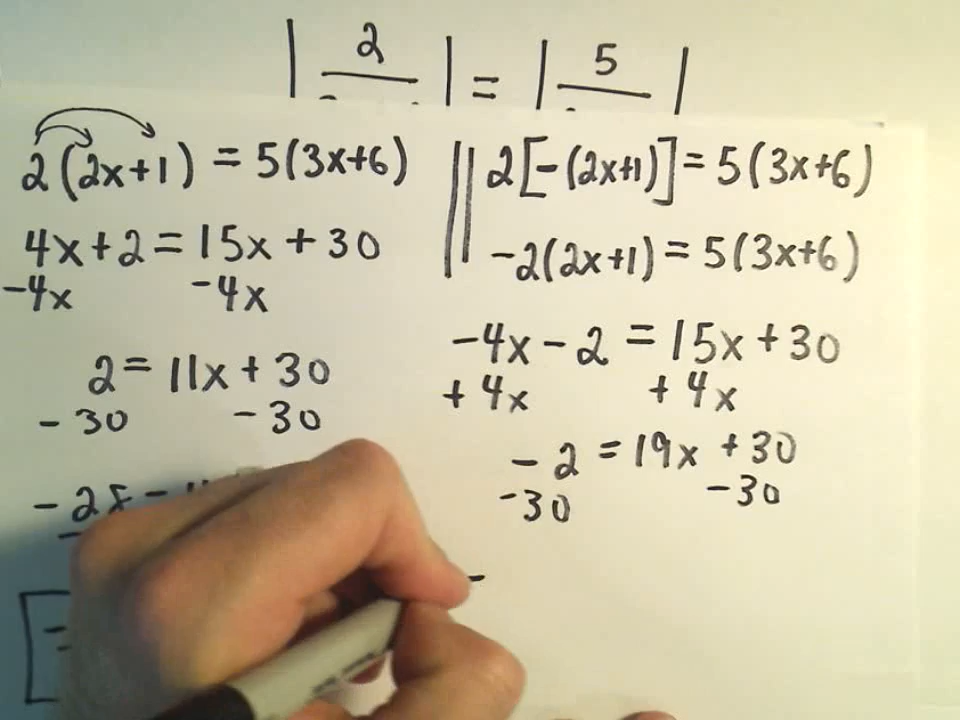 |2/| = |5/|
2(2x+1) = 5(3x+6)
4x+2 = 15x + 30
-4x -4x
2 = 11x + 30
-30 -30
-28
2[-(2x+1)] = 5(3x+6)
-2(2x+1) = 5(3x+6)
-4x - 2 = 15x + 30
+4x +4x
-2 = 19x + 30
-30 -30
-